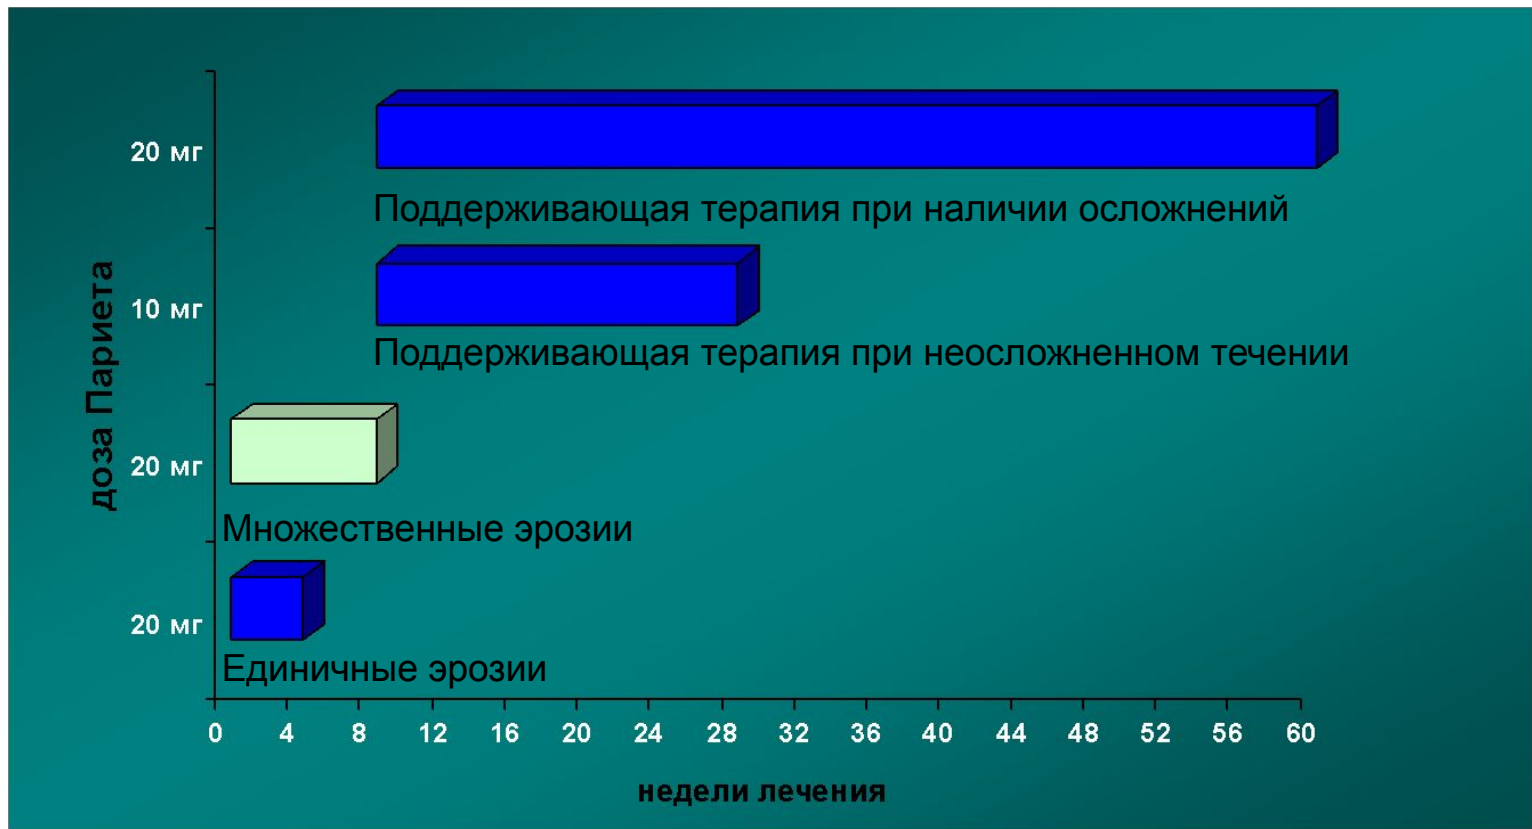 20 мг
Поддерживающая терапия при наличии осложнений
10 мг
Поддерживающая терапия при неосложненном течении
доза Париета
20 мг
Множественные эрозии
20 мг
Единичные эрозии
0 4 8 12 16 20 24 28 32 36 40 44 48 52 56 60
недели лечения